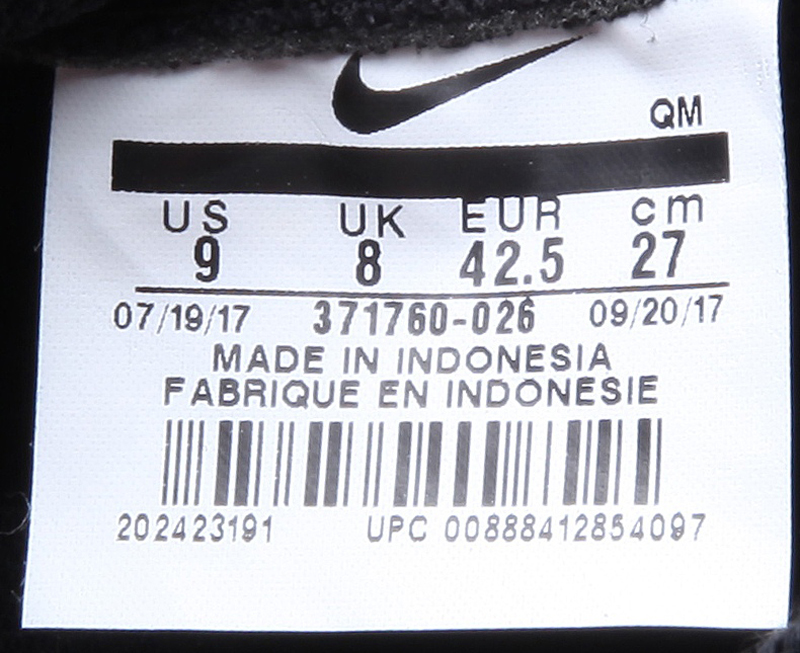 QM
US UK EUR cm
9 8 42.5 27
07/19/17 371760-026 09/20/17
MADE IN INDONESIA
FABRIQUE EN INDONESIE
202423191 UPC 00888412854097